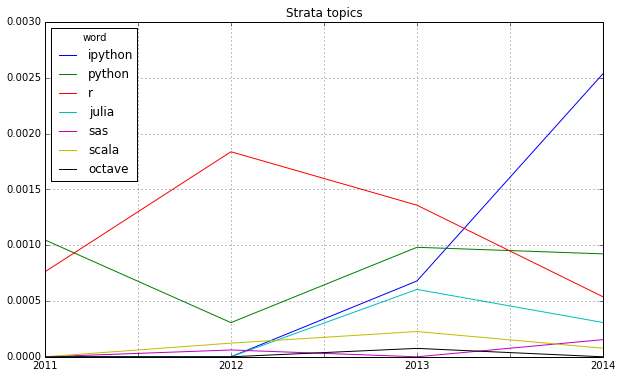 Strata topics
word
ipython
python
r
julia
sas
scala
octave
0.0030
0.0025
0.0020
0.0015
0.0010
0.0005
0.0000
2011 2012 2013 2014